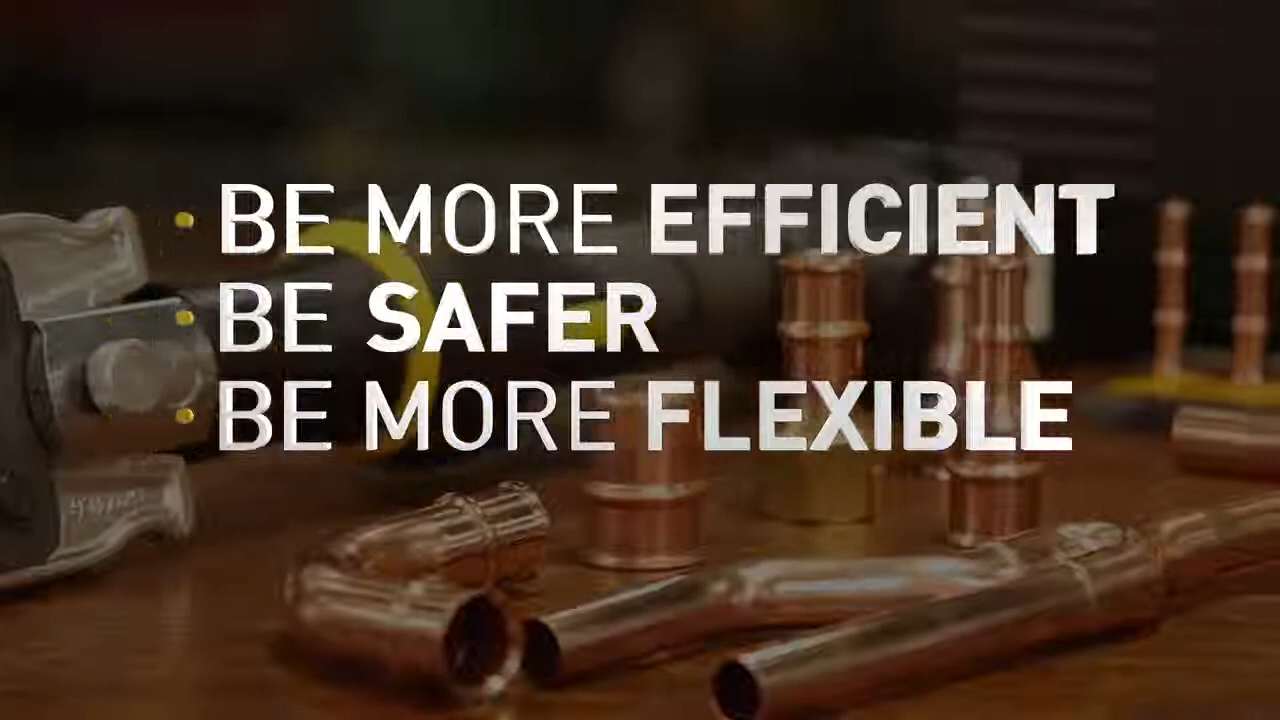 • BE MORE EFFICIENT
• BE SAFER
• BE MORE FLEXIBLE